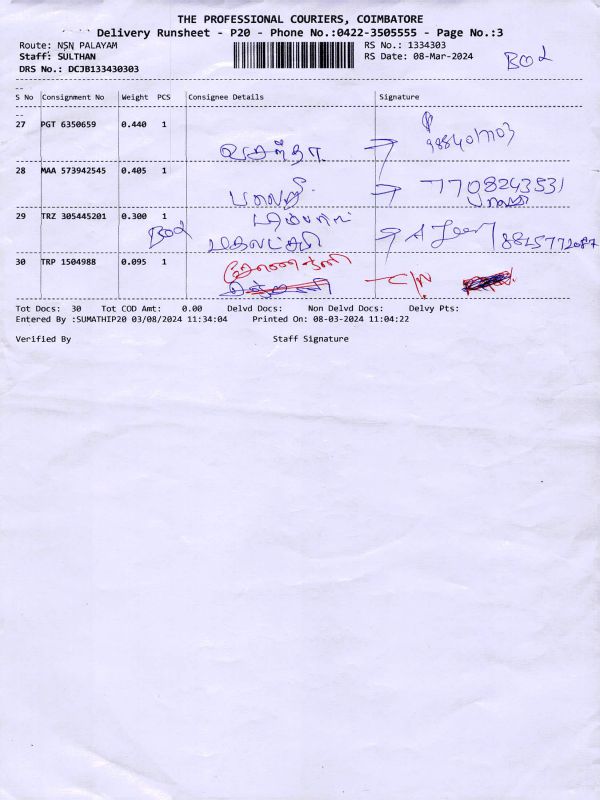 THE PROFESSIONAL COURIERS, COIMBATORE
Delivery Runsheet - P20 - Phone No.:0422-3505555 - Page No.:3
Route: NSN PALAYAM RS No.: 1334303
Staff: SULTHAN RS Date: 08-Mar-2024
BOd
DRS No.: DCJB133430303
--
S No Consignment No Weight PCS Consignee Details Signature
--
27 PGT 6350659 0.440 1
28 MAA 573942545 0.405 1 7708243531
29 TRZ 305445201 0.300 1
BOd
30 TRP 1504988 0.095 1
Tot Docs: 30 Tot COD Amt: 0.00 Delvd Docs: Non Delvd Docs: Delvy Pts:
Entered By :SUMATHIP20 03/08/2024 11:34:04 Printed On: 08-03-2024 11:04:22
Verified By Staff Signature